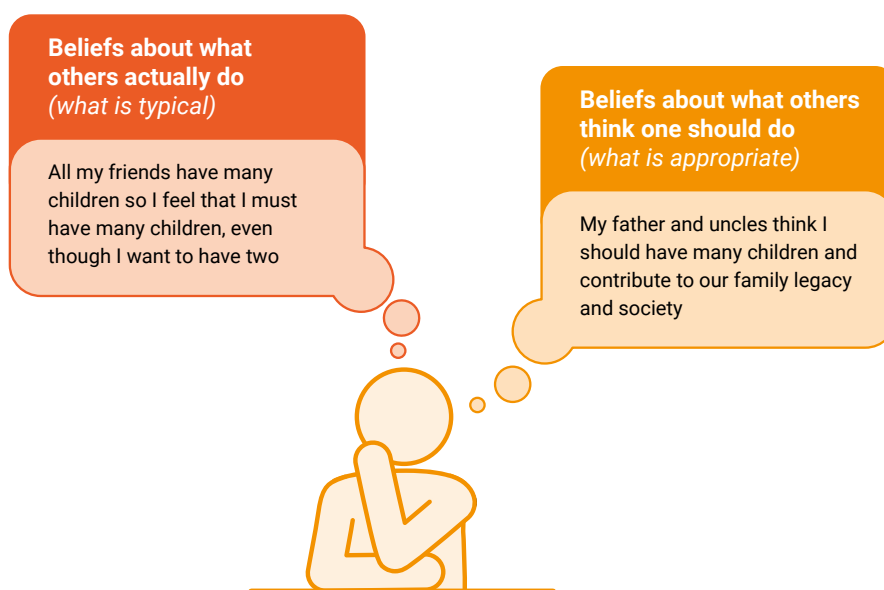 Beliefs about what
others actually do
(what is typical)
All my friends have many
children so I feel that I must
have many children, even
though I want to have two
Beliefs about what others
think one should do
(what is appropriate)
My father and uncles think I
should have many children and
contribute to our family legacy
and society